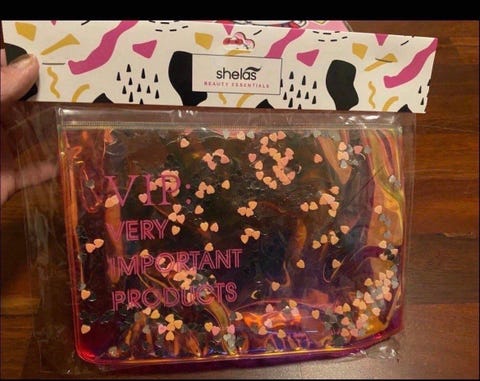 shelas
BEAUTY ESSENTIALS
VIP:
VERY
IMPORTANT
PRODUCTS